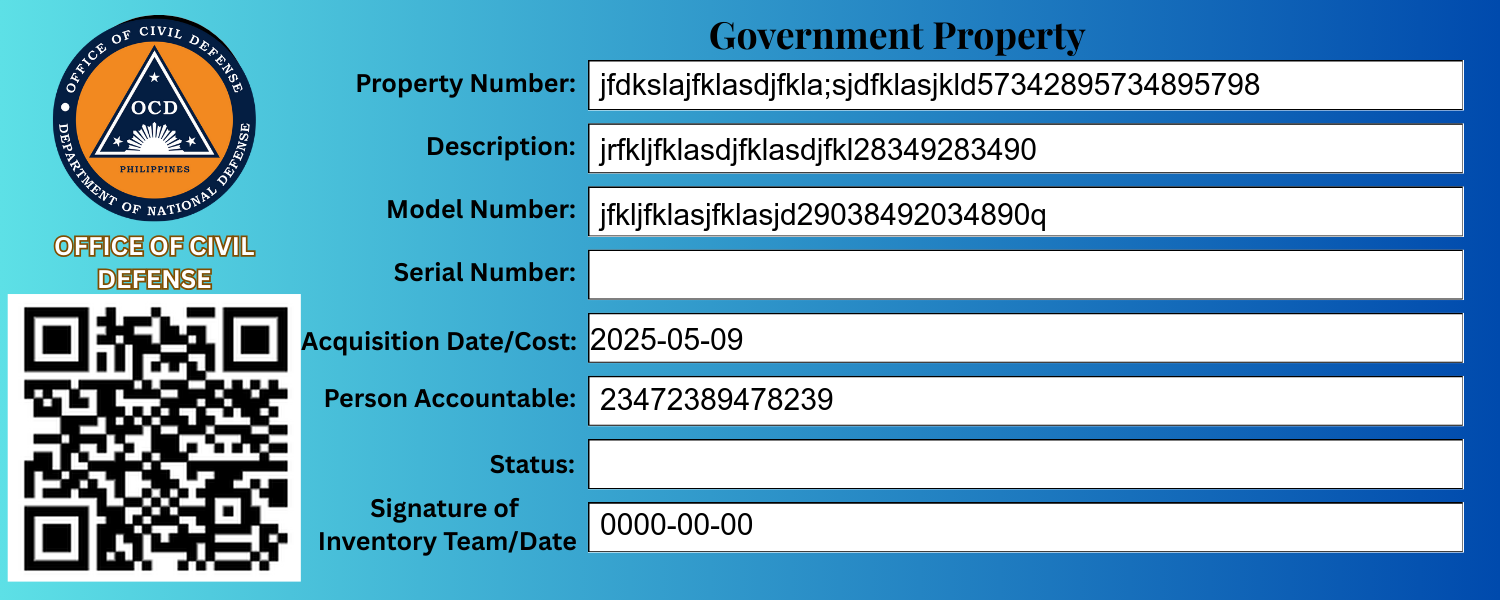 OFFICE OF CIVIL DEFENSE
DEPARTMENT OF NATIONAL DEFENSE
OCD
PHILIPPINES
OFFICE OF CIVIL
DEFENSE
Government Property
Property Number: jfdkslajfklasdjfkla;sjdfklasjkld57342895734895798
Description: jrfkljfklasdjfklasdjfkl28349283490
Model Number: jfkljfklasjfklasjd29038492034890q
Serial Number:
Acquisition Date/Cost: 2025-05-09
Person Accountable: 23472389478239
Status:
Signature of
Inventory Team/Date 0000-00-00